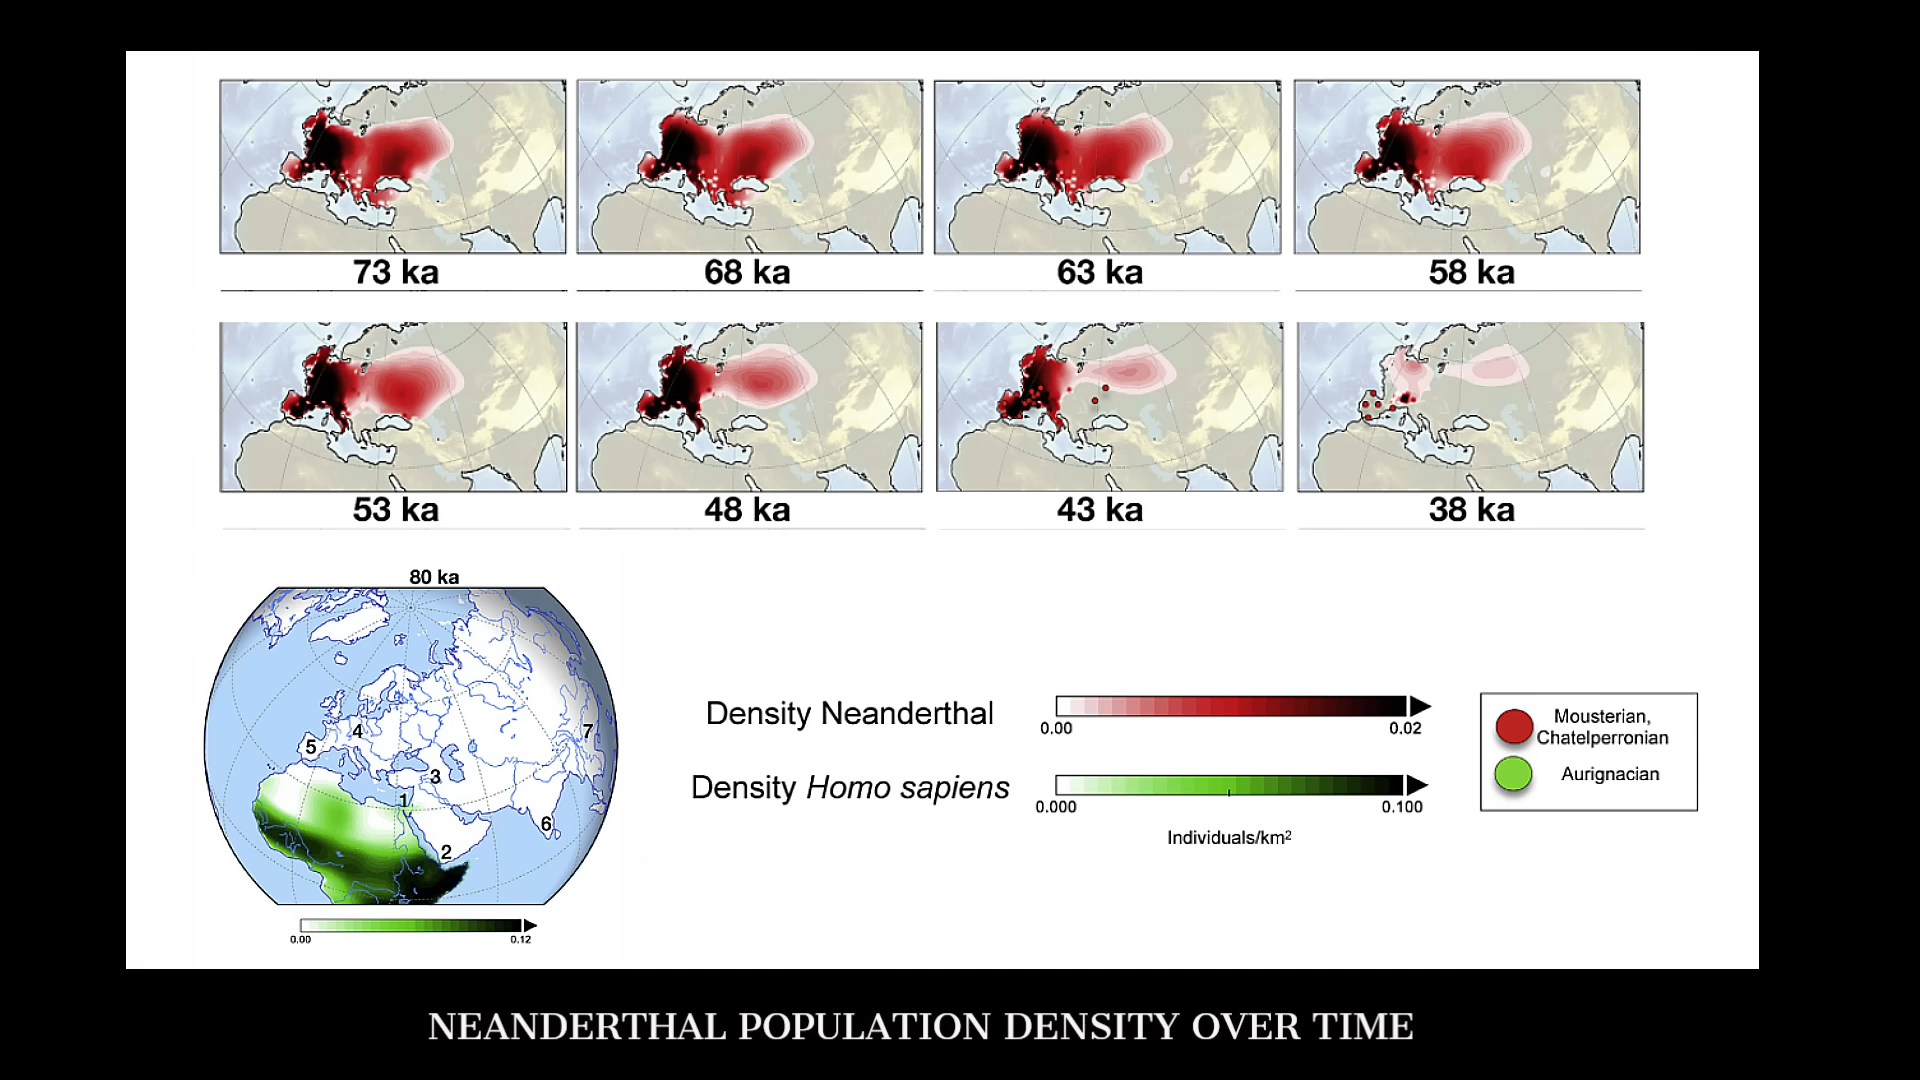 73 ka
68 ka
63 ka
58 ka
53 ka
48 ka
43 ka
38 ka
80 ka
1
2
3
4
5
6
7
0.00
0.12
Density Neanderthal
0.00
0.02
Density Homo sapiens
0.000
0.100
Individuals/km²
Mousterian,
Chatelperronian
Aurignacian
NEANDERTHAL POPULATION DENSITY OVER TIME